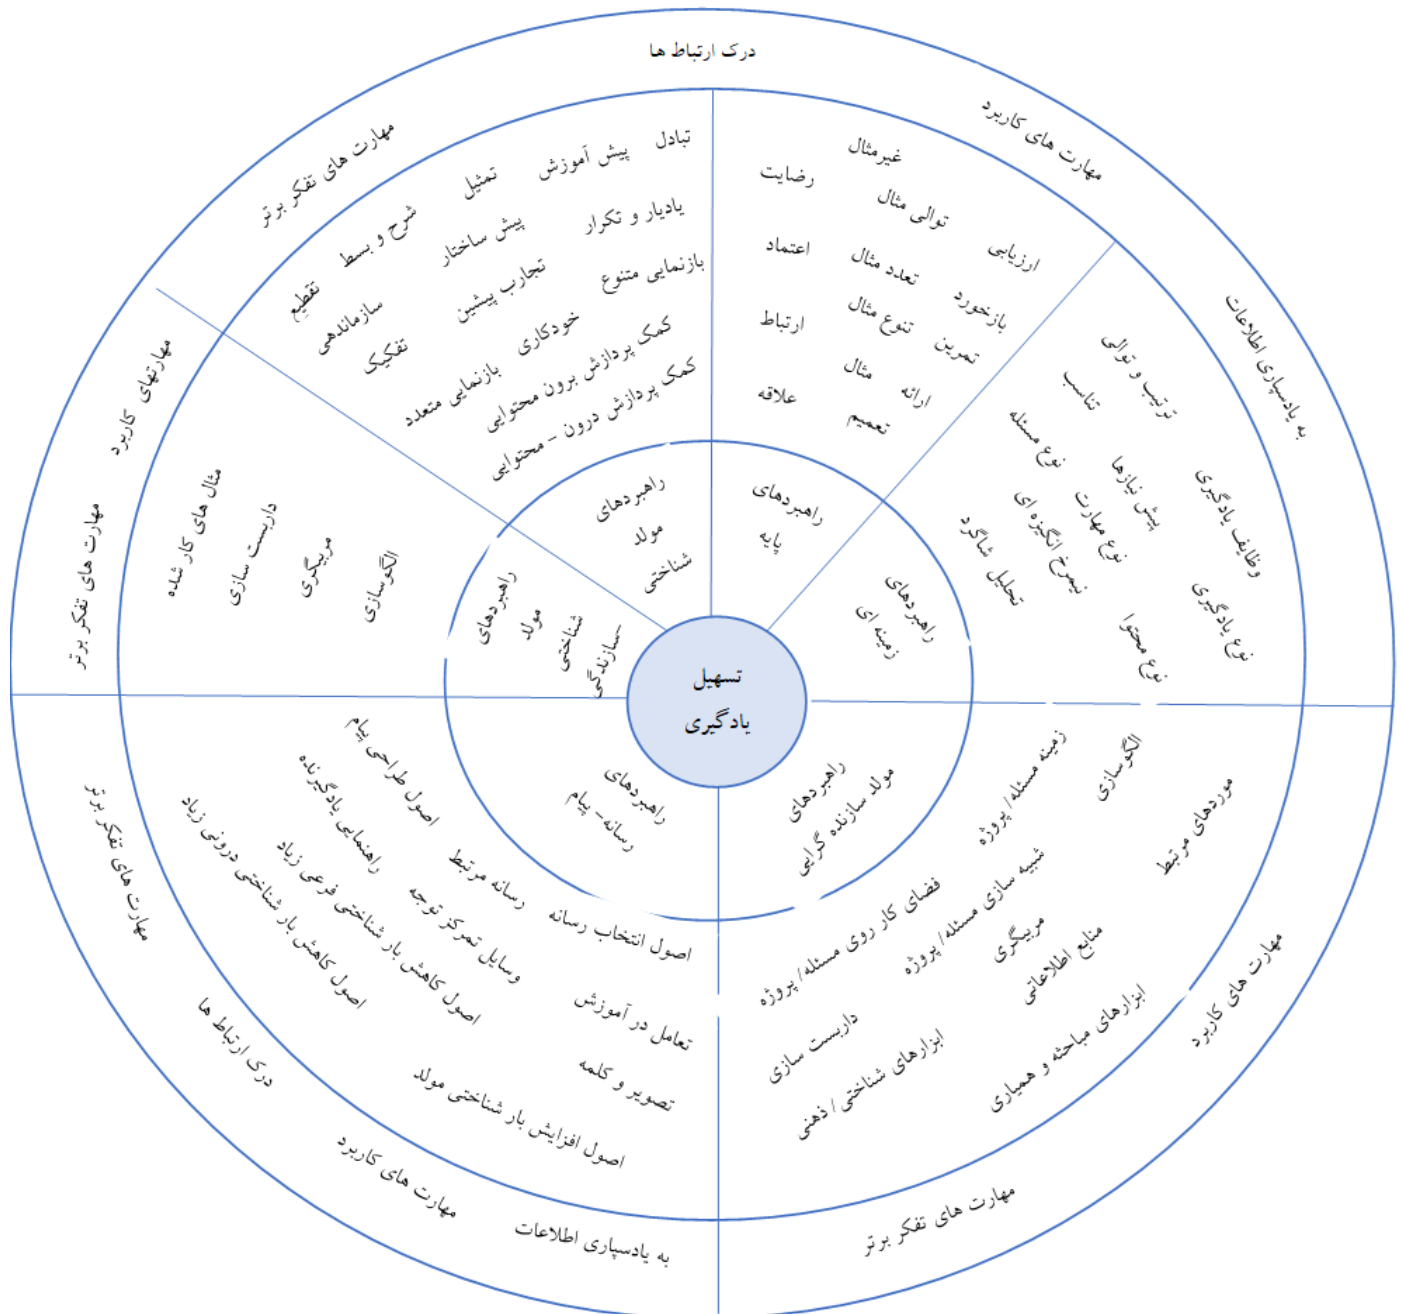 درک ارتباط ها
مهارت های کاربرد
به یادسپاری اطلاعات
مهارت های تفکر برتر
مهارتهای کاربرد
مهارت های تفکر برتر
تبادل
پیش آموزش
تمثیل
شرح و بسط
تقطیع
یادیار و تکرار
پیش ساختار
سازماندهی
بازنمایی متنوع
تجارب پیشین
تفکیک
خودکاری
بازنمایی متعدد
کمک پردازش برون محتوایی
کمک پردازش درون - محتوایی
غیرمثال
رضایت
توالی مثال
ارزیابی
اعتماد
تعدد مثال
بازخورد
ارتباط
تنوع مثال
تمرین
مثال
ارائه
علاقه
تعمیم
ترتیب و توالی
تناسب
نوع مسئله
وظایف یادگیری
پیش نیازها
نوع مهارت
نیمرخ انگیزه ای
تحلیل شاگرد
نوع یادگیری
نوع محتوا
مثال های کار شده
داربست سازی
مربیگری
الگوسازی
راهبردهای
پایه
راهبردهای
مولد
شناختی
راهبردهای
زمینه ای
راهبردهای
مولد
شناختی
-سازندگی
تسهیل
یادگیری
راهبردهای
رسانه- پیام
راهبردهای
مولد سازنده گرایی
اصول طراحی پیام
راهنمایی یادگیرنده
رسانه مرتبط
اصول انتخاب رسانه
وسایل تمرکز توجه
اصول کاهش بار شناختی فرعی زیاد
اصول کاهش بار شناختی درونی زیاد
تعامل در آموزش
تصویر و کلمه
اصول افزایش بار شناختی مولد
زمینه مسئله/ پروژه
الگوسازی
موردهای مرتبط
شبیه سازی مسئله/ پروژه
فضای کار روی مسئله/ پروژه
مربیگری
منابع اطلاعاتی
داربست سازی
ابزارهای شناختی/ ذهنی
ابزارهای مباحثه و همیاری
مهارت های تفکر برتر
درک ارتباط ها
مهارت های کاربرد
به یادسپاری اطلاعات
مهارت های کاربرد
مهارت های تفکر برتر